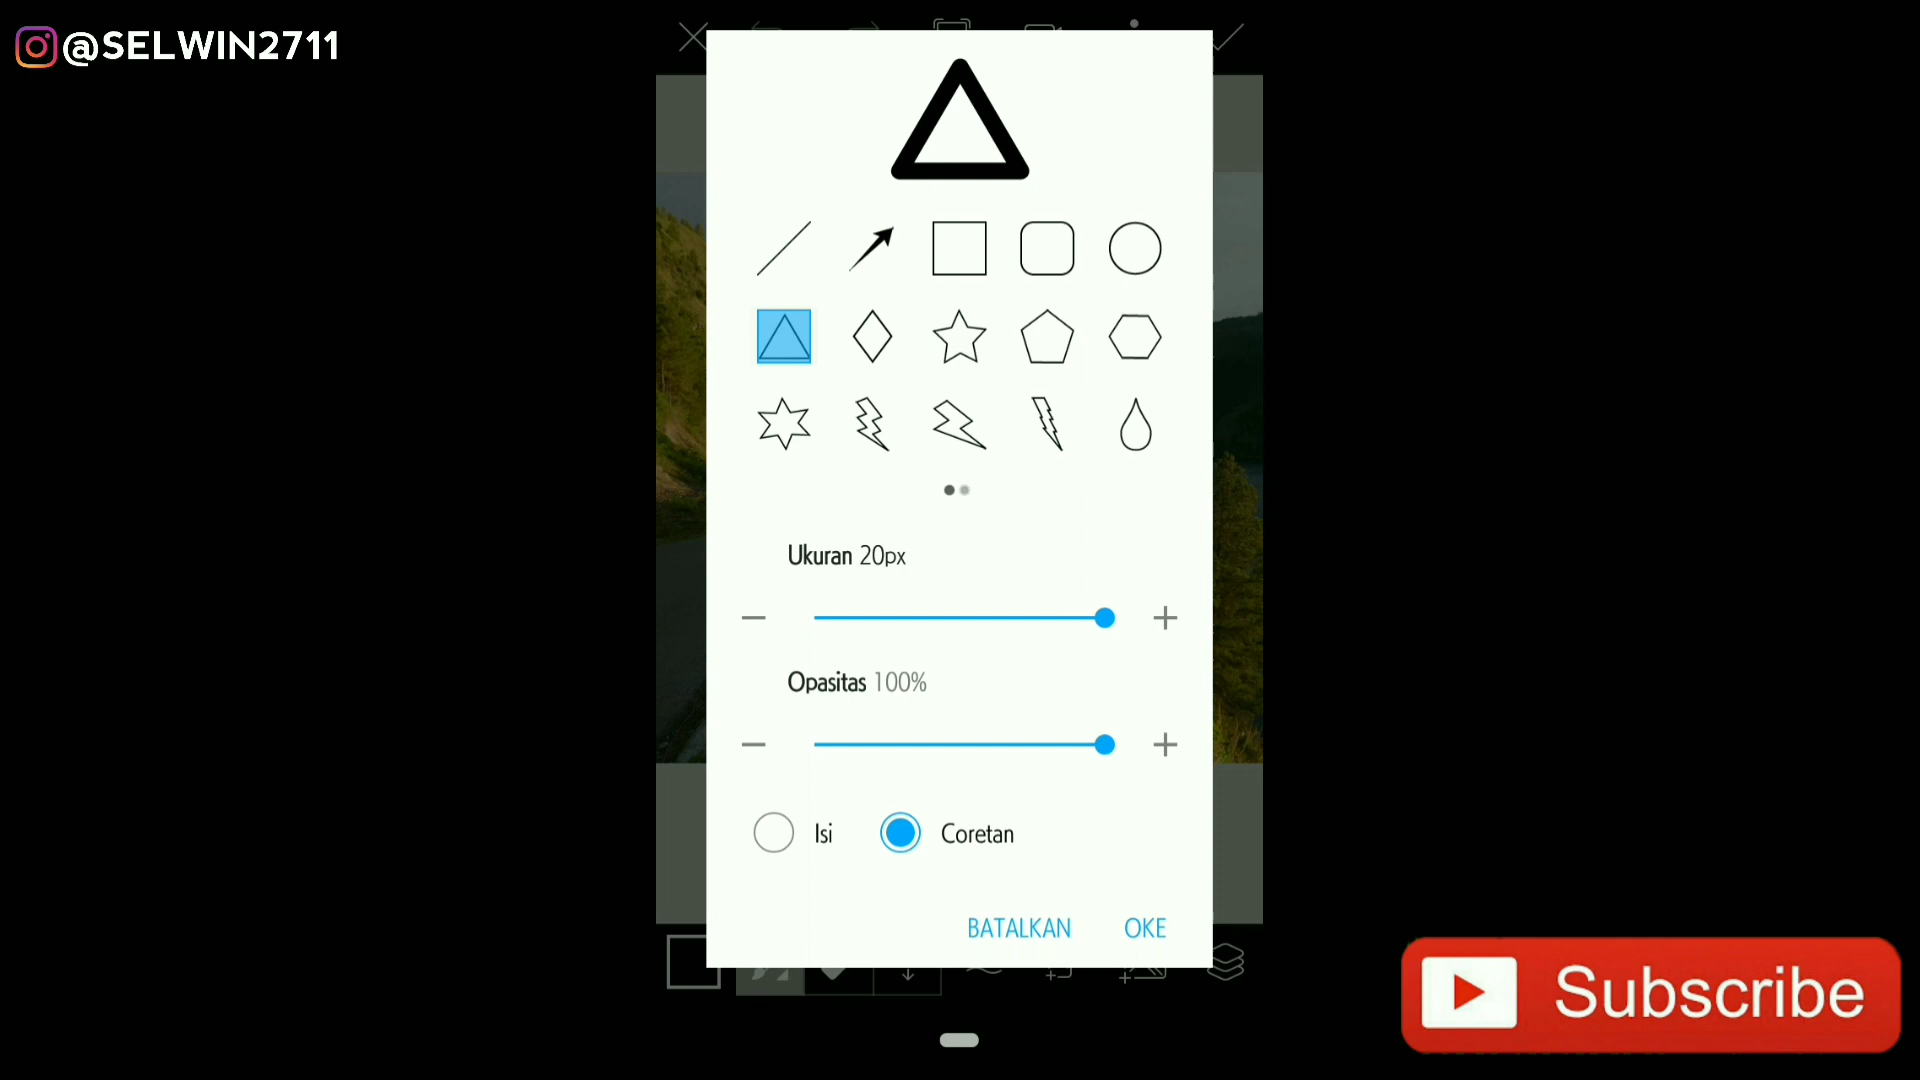 @SELWIN2711
Ukuran 20px
Opasitas 100%
Isi
Coretan
BATALKAN
OKE
Subscribe